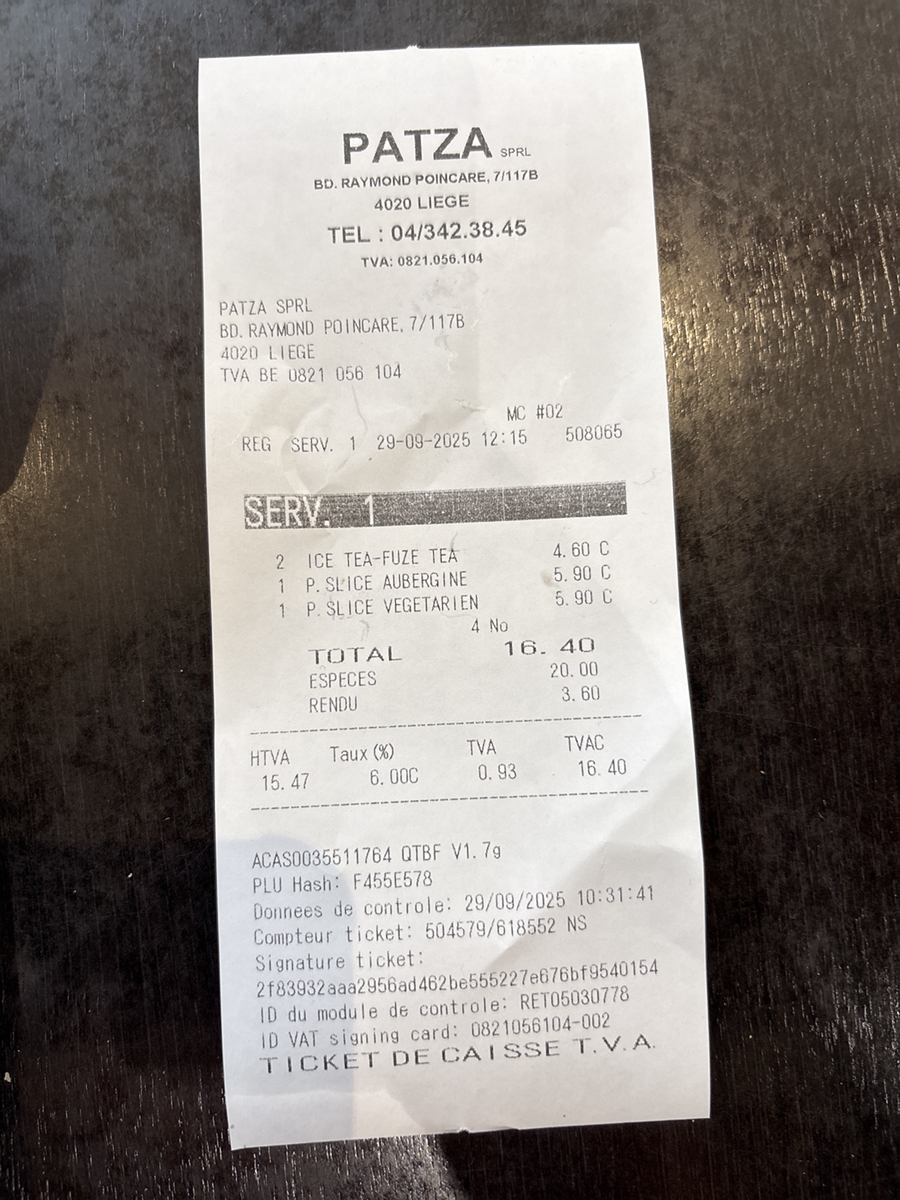 PATZA SPRL
BD. RAYMOND POINCARE, 7/117B
4020 LIEGE
TEL : 04/342.38.45
TVA: 0821.056.104
PATZA SPRL
BD. RAYMOND POINCARE, 7/117B
4020 LIEGE
TVA BE 0821 056 104
MC #02
REG SERV. 1 29-09-2025 12:15 508065
SERV. 1
2 ICE TEA-FUZE TEA 4.60 C
1 P.SLICE AUBERGINE 5.90 C
1 P.SLICE VEGETARIEN 5.90 C
4 No
TOTAL 16.40
ESPECES 20.00
RENDU 3.60
HTVA Taux (%) TVA TVAC
15.47 6.00C 0.93 16.40
ACAS0035511764 QTBF V1.7g
PLU Hash: F455E578
Donnees de controle: 29/09/2025 10:31:41
Compteur ticket: 504579/618552 NS
Signature ticket:
2f83932aaa2956ad462be555227e676bf9540154
ID du module de controle: RET05030778
ID VAT signing card: 0821056104-002
TICKET DE CAISSE T.V.A.